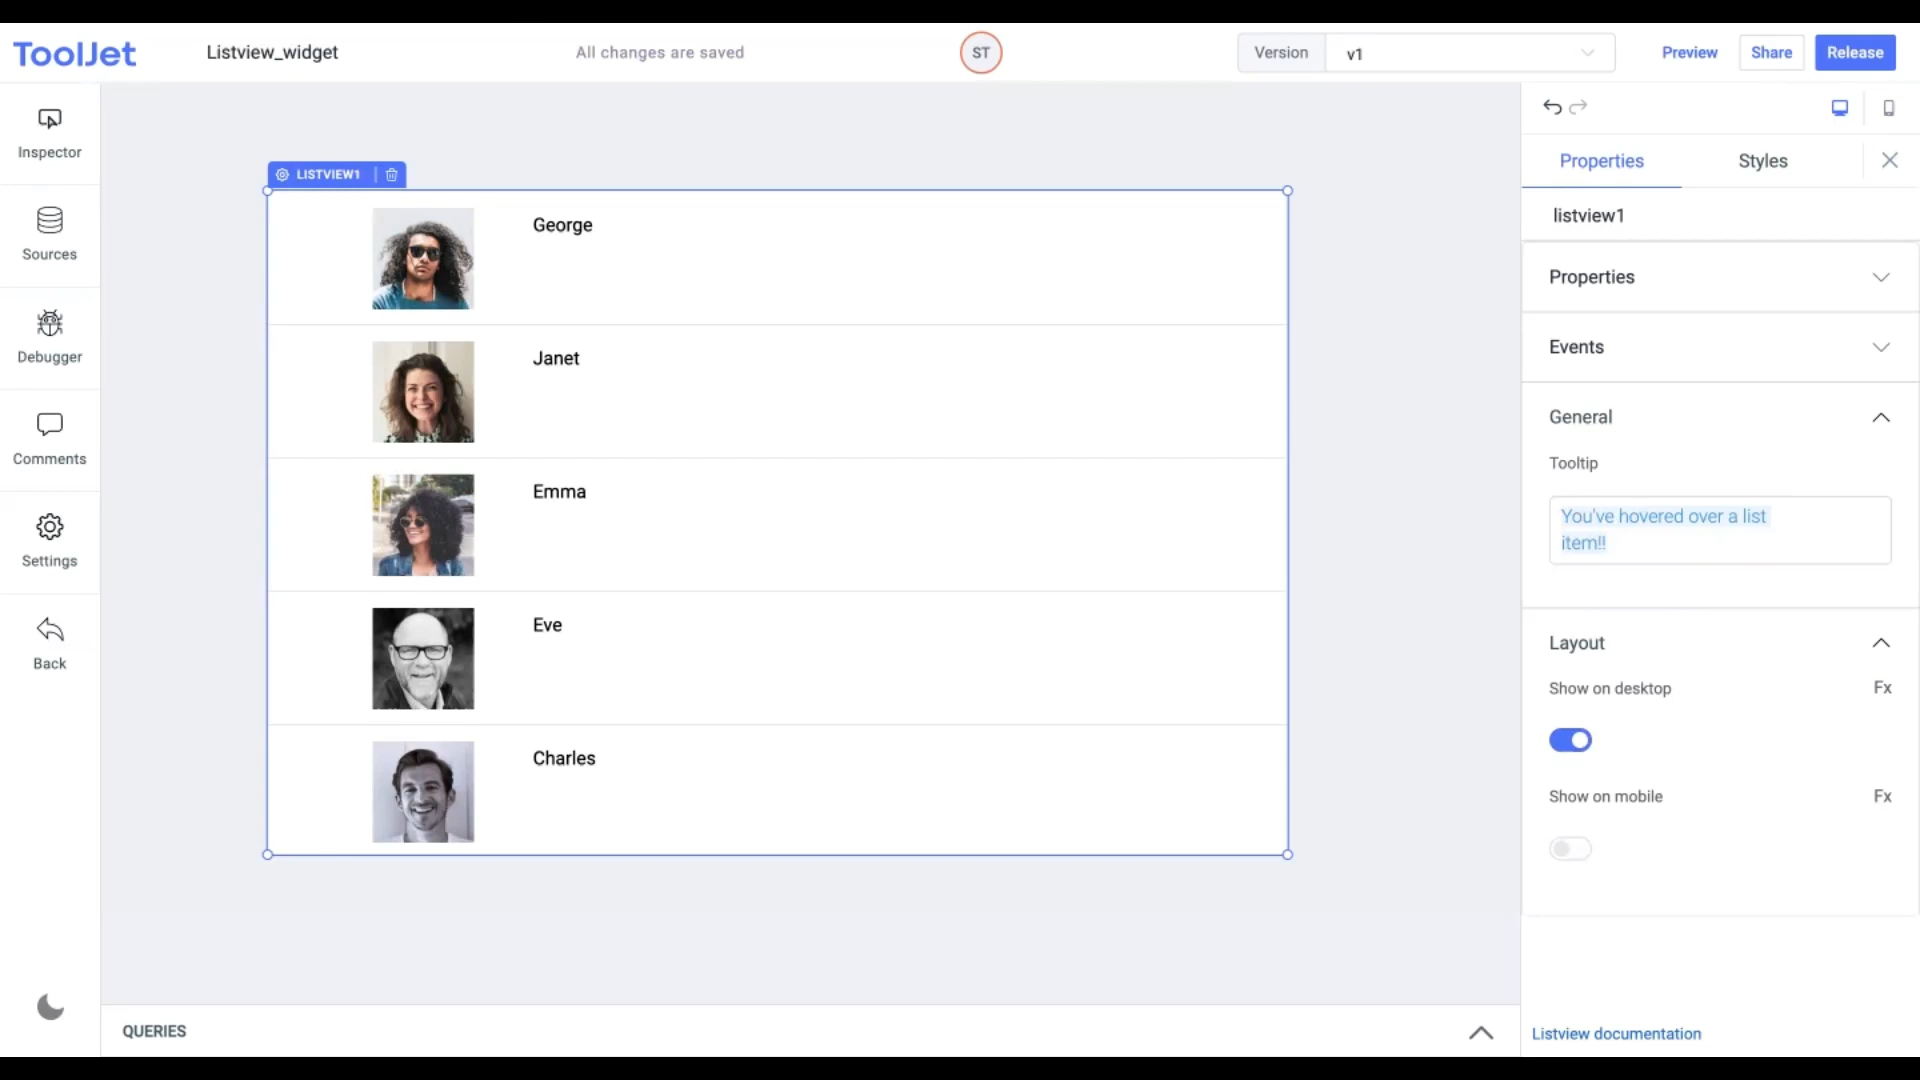 ToolJet
Listview_widget
All changes are saved
ST
Version
v1
Preview
Share
Release
Inspector
Sources
Debugger
Comments
Settings
Back
LISTVIEW1
George
Janet
Emma
Eve
Charles
Properties
Styles
listview1
Properties
Events
General
Tooltip
You've hovered over a list
item!!
Layout
Show on desktop
Fx
Show on mobile
Fx
QUERIES
Listview documentation